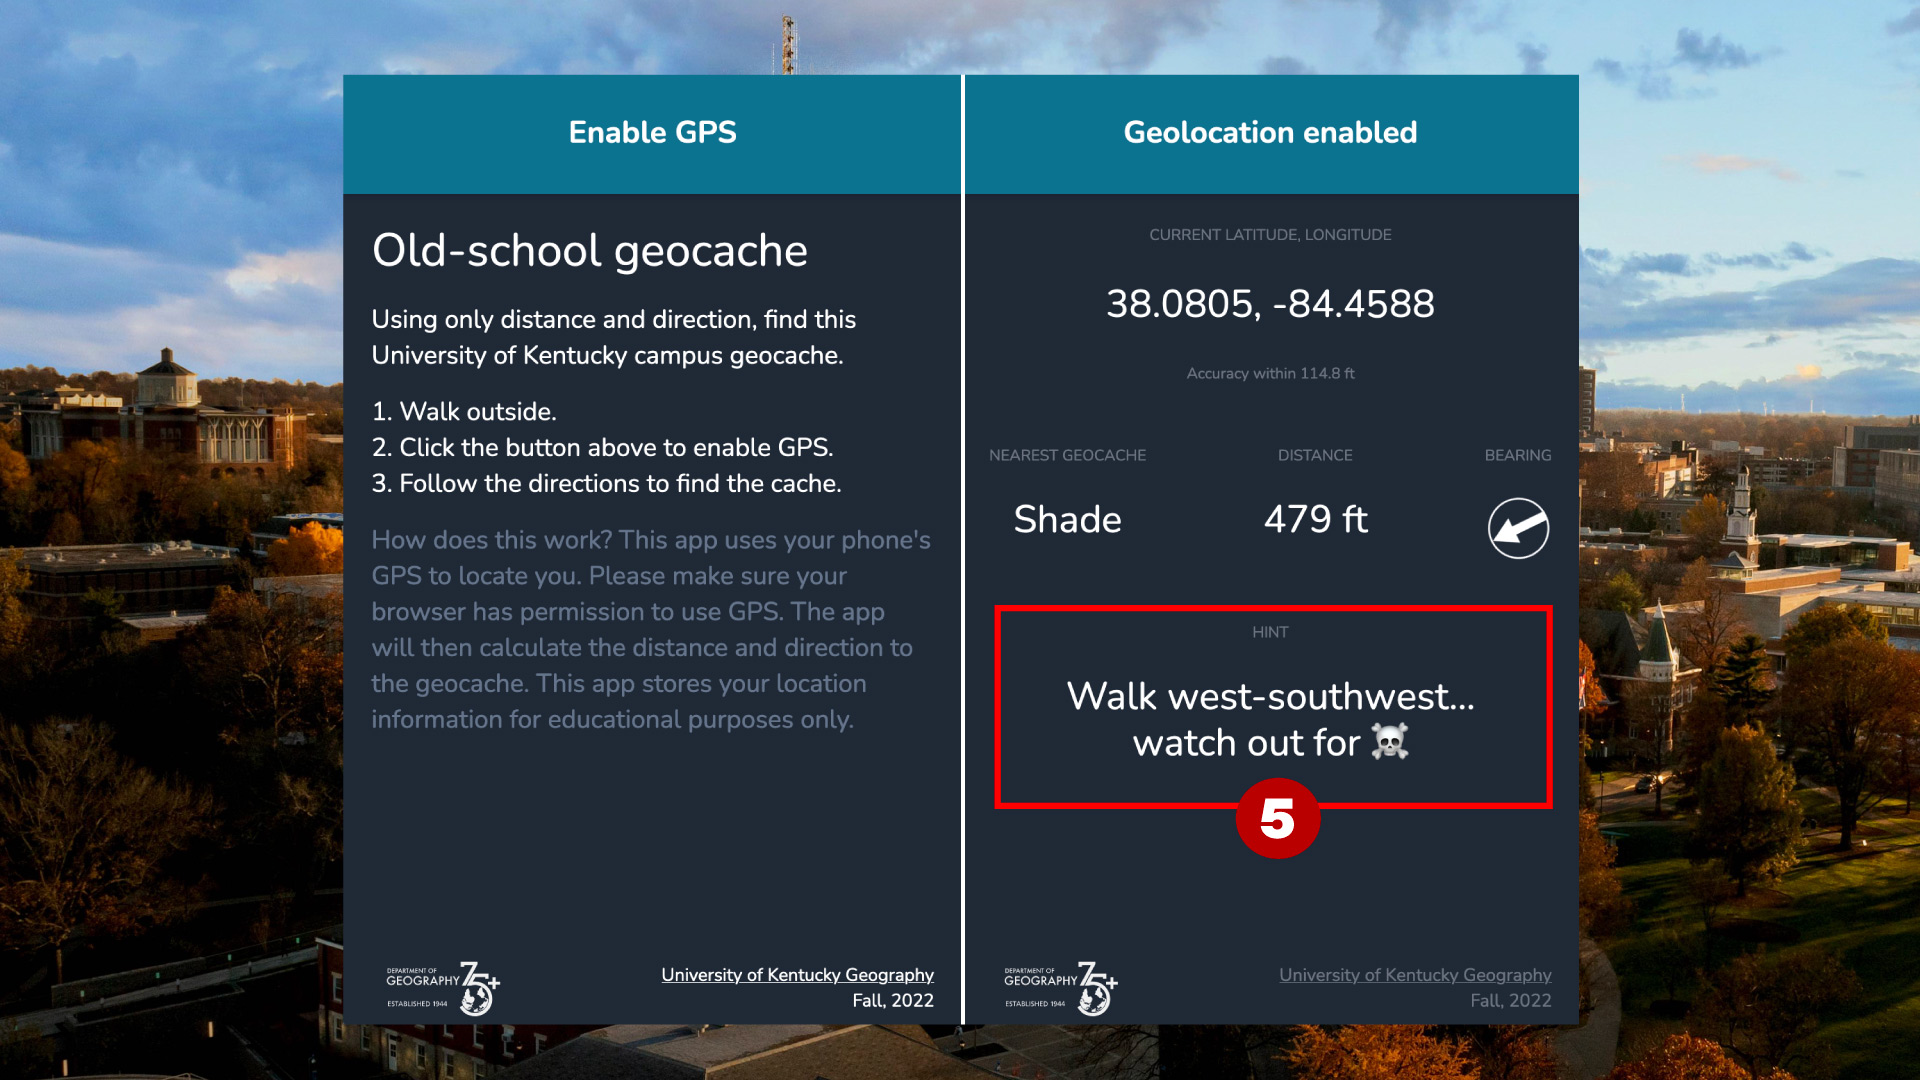 Enable GPS
Old-school geocache
Using only distance and direction, find this
University of Kentucky campus geocache.
1. Walk outside.
2. Click the button above to enable GPS.
3. Follow the directions to find the cache.
How does this work? This app uses your phone's
GPS to locate you. Please make sure your
browser has permission to use GPS. The app
will then calculate the distance and direction to
the geocache. This app stores your location
information for educational purposes only.
DEPARTMENT OF
GEOGRAPHY 75+
ESTABLISHED 1944
University of Kentucky Geography
Fall, 2022
Geolocation enabled
CURRENT LATITUDE, LONGITUDE
38.0805, -84.4588
Accuracy within 114.8 ft
NEAREST GEOCACHE DISTANCE BEARING
Shade 479 ft
HINT
Walk west-southwest...
watch out for ☠️
5
DEPARTMENT OF
GEOGRAPHY 75+
ESTABLISHED 1944
University of Kentucky Geography
Fall, 2022